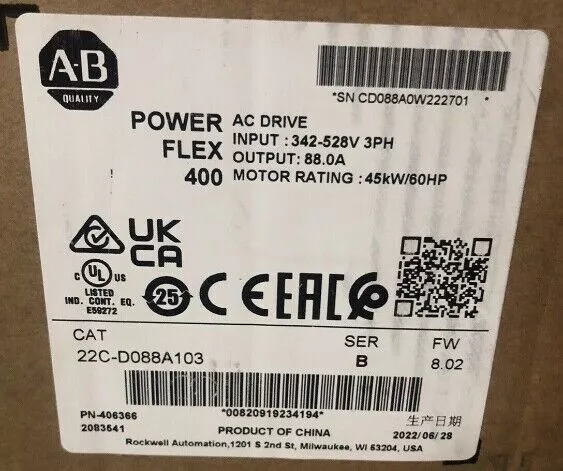 A-B
QUALITY
*SN CD088A0W222701 *
POWER
FLEX
400
AC DRIVE
INPUT :342-528V 3PH
OUTPUT: 88.0A
MOTOR RATING :45kW/60HP
UK
CA
C UL US
LISTED
IND. CONT. EQ.
E59272
25
CE
EAC
CAT
22C-D088A103
SER
B
FW
8.02
PN-406366
2083541
*00820919234194*
PRODUCT OF CHINA
生产日期
2022/06/28
Rockwell Automation,1201 S 2nd St, Milwaukee, WI 53204, USA